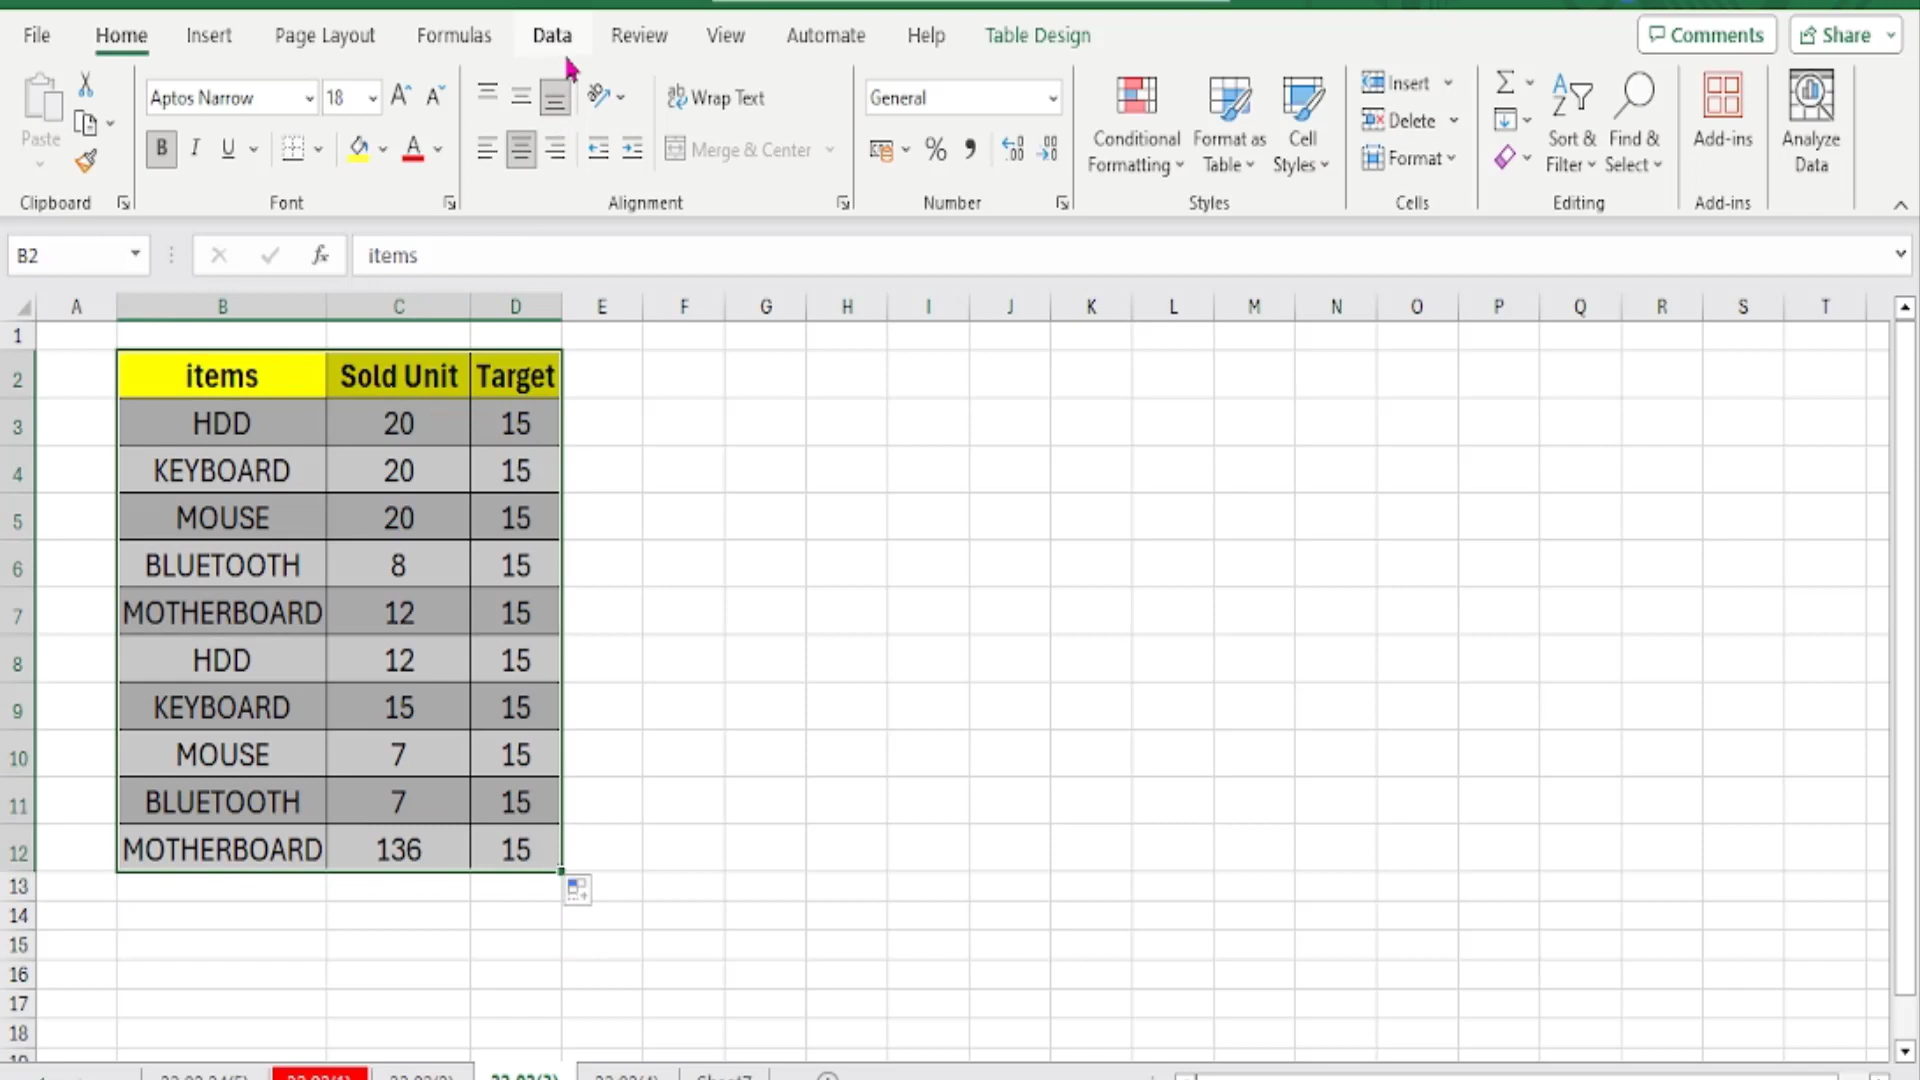 File Home Insert Page Layout Formulas Data Review View Automate Help Table Design Comments Share
Aptos Narrow 18 Wrap Text General
Insert
Delete
Format
Paste B I U Merge & Center % Conditional Formatting Format as Table Cell Styles Sort & Filter Find & Select Add-ins Analyze Data
Clipboard Font Alignment Number Styles Cells Editing Add-ins
B2 fx items
A B C D E F G H I J K L M N O P Q R S T
1
2 items Sold Unit Target
3 HDD 20 15
4 KEYBOARD 20 15
5 MOUSE 20 15
6 BLUETOOTH 8 15
7 MOTHERBOARD 12 15
8 HDD 12 15
9 KEYBOARD 15 15
10 MOUSE 7 15
11 BLUETOOTH 7 15
12 MOTHERBOARD 136 15
13
14
15
16
17
18